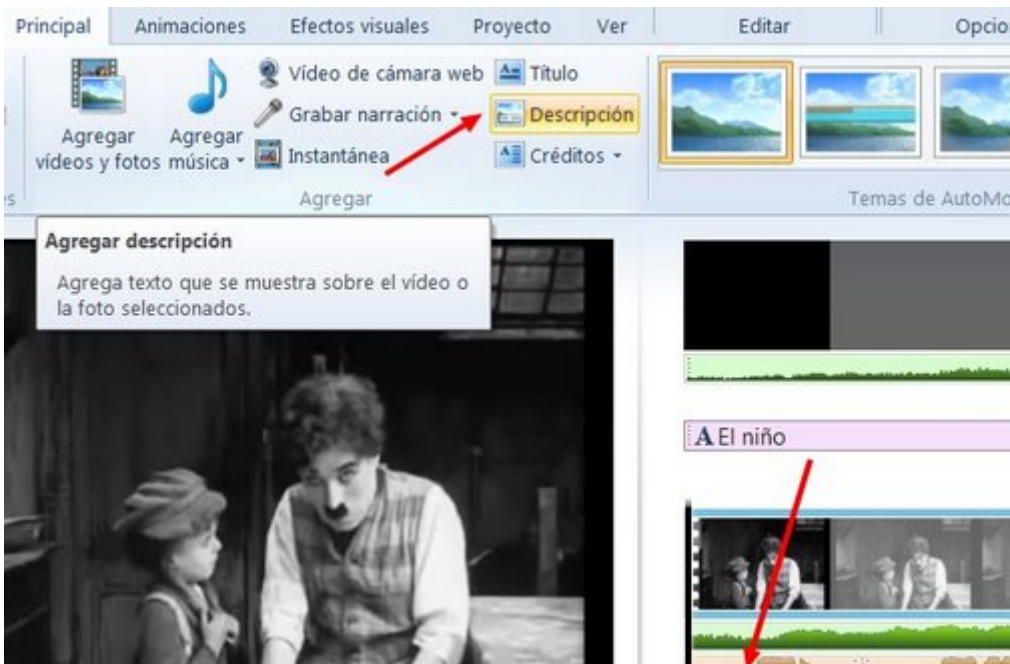 Principal Animaciones Efectos visuales Proyecto Ver Editar
Agregar vídeos y fotos
Agregar música
Vídeo de cámara web
Grabar narración
Instantánea
Título
Descripción
Créditos
Agregar
Temas de
Agregar descripción
Agrega texto que se muestra sobre el vídeo o
la foto seleccionados.
A El niño